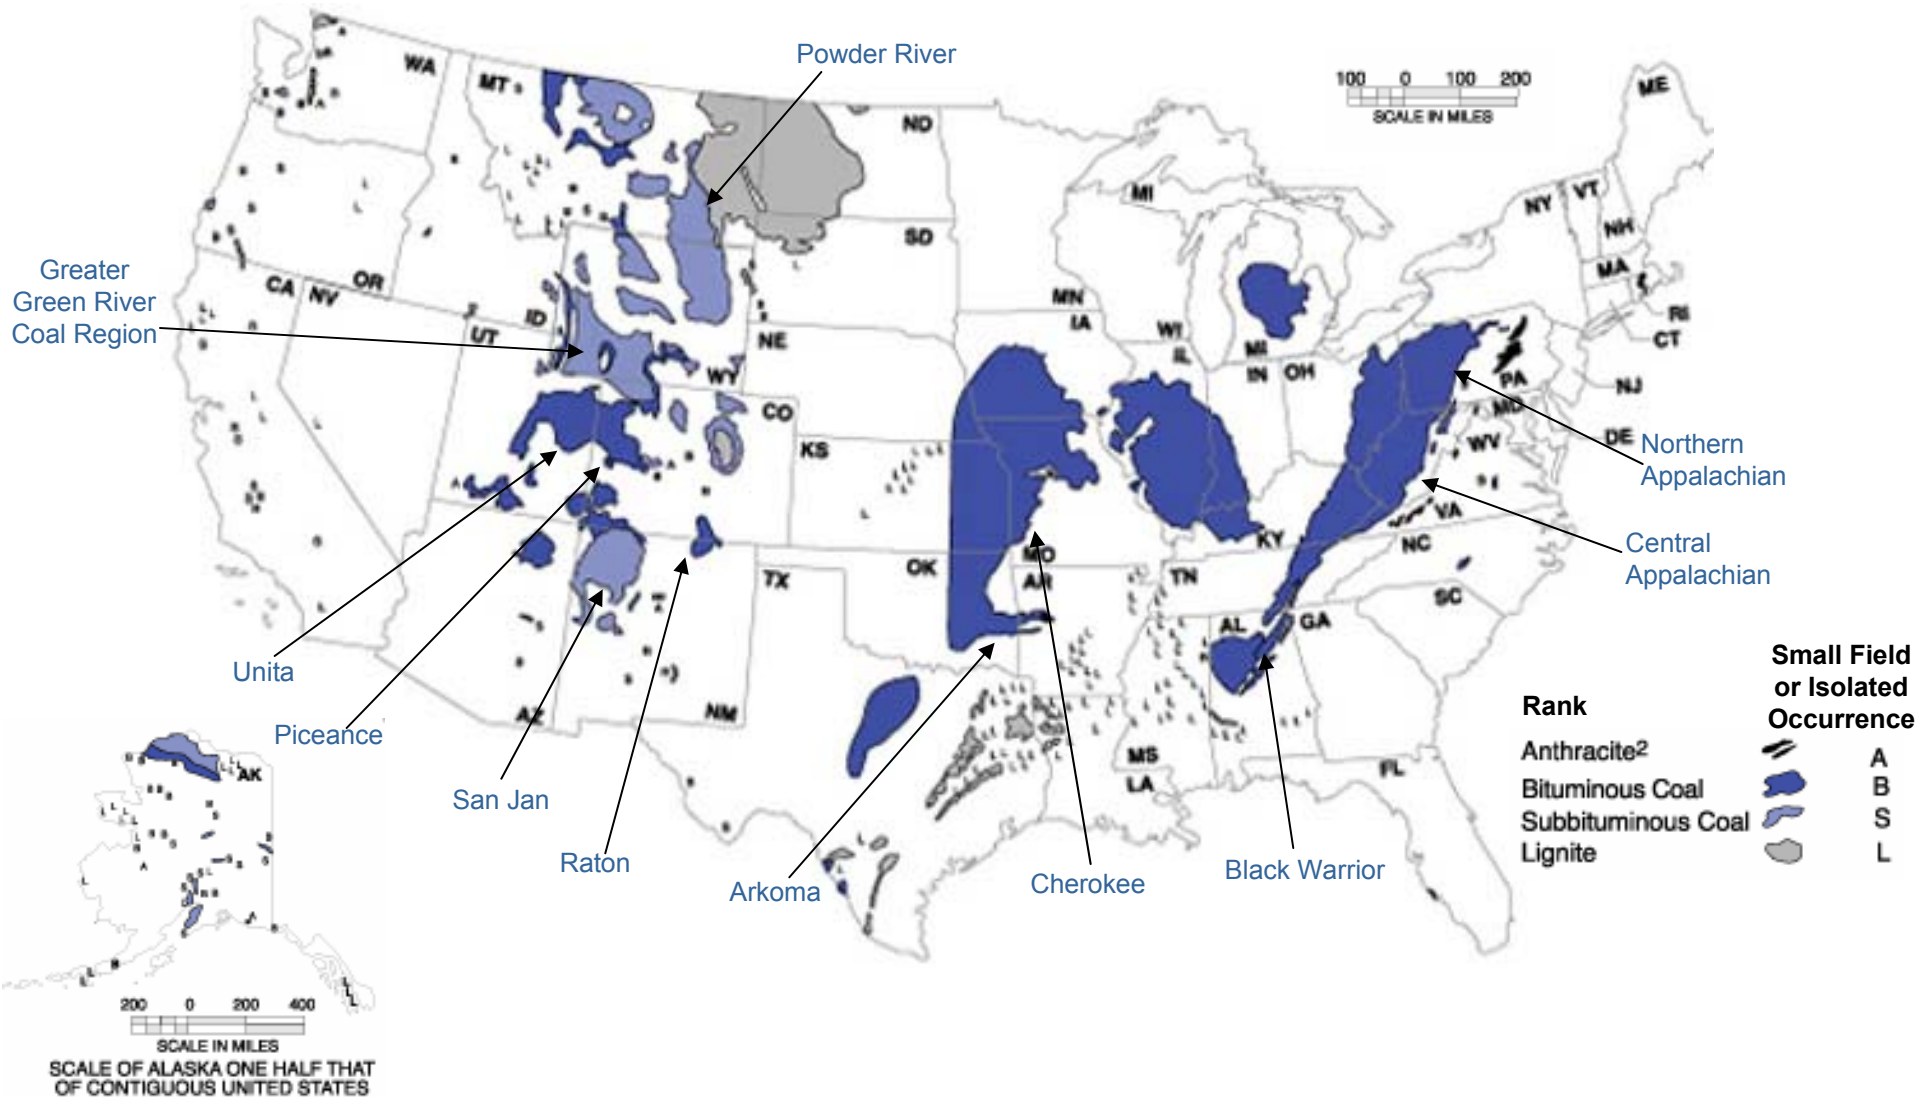 Powder River
100 0 100 200
SCALE IN MILES
WA
MT
ND
ME
MI
NY
VT
NH
MA
RI
CT
SD
OR
ID
CA
NV
UT
NE
WY
MN
IA
WI
MI
IL
IN
OH
PA
NJ
MD
DE
WV
VA
CO
KS
KY
NC
MO
OK
AR
TN
SC
TX
AL
GA
AZ
NM
MS
LA
FL
AK
Greater
Green River
Coal Region
Northern
Appalachian
Central
Appalachian
Unita
Piceance
San Jan
Raton
Arkoma
Cherokee
Black Warrior
Rank
Small Field
or Isolated
Occurrence
Anthracite2 A
Bituminous Coal B
Subbituminous Coal S
Lignite L
200 0 200 400
SCALE IN MILES
SCALE OF ALASKA ONE HALF THAT
OF CONTIGUOUS UNITED STATES